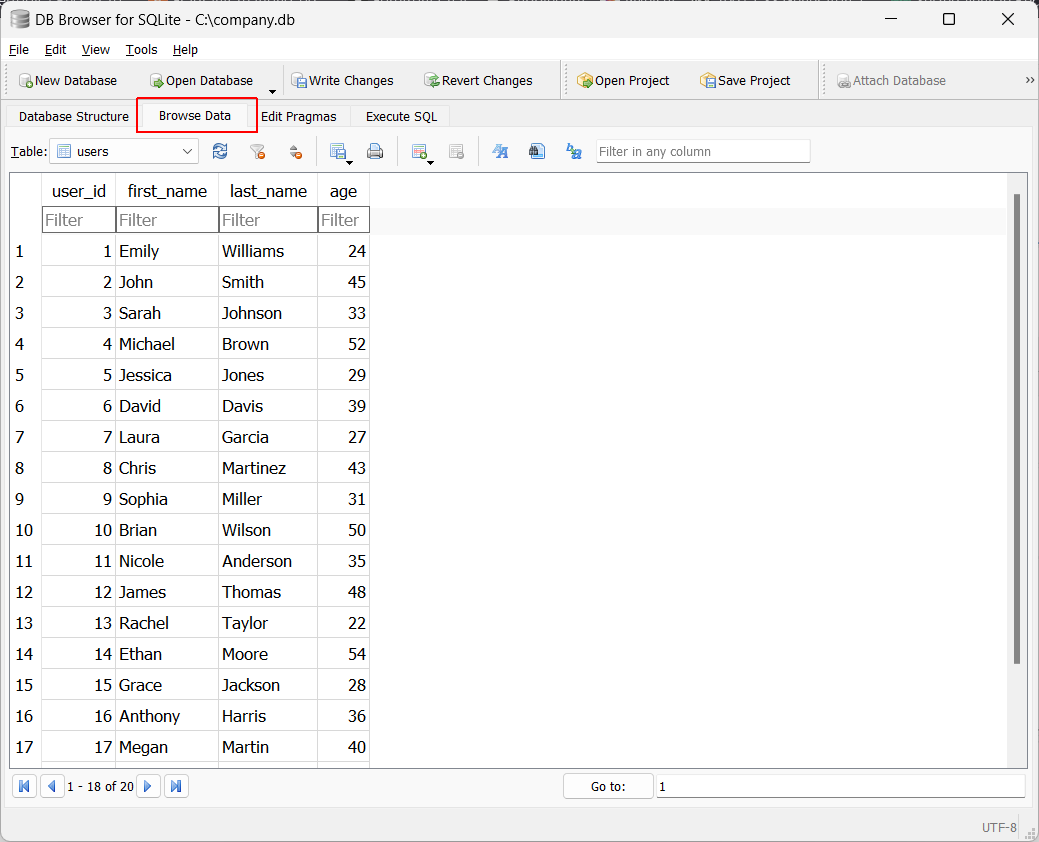 DB Browser for SQLite - C:\company.db
File Edit View Tools Help
New Database Open Database Write Changes Revert Changes Open Project Save Project Attach Database »
Database Structure Browse Data Edit Pragmas Execute SQL
Table: users Filter in any column
user_id first_name last_name age
Filter Filter Filter Filter
1 1 Emily Williams 24
2 2 John Smith 45
3 3 Sarah Johnson 33
4 4 Michael Brown 52
5 5 Jessica Jones 29
6 6 David Davis 39
7 7 Laura Garcia 27
8 8 Chris Martinez 43
9 9 Sophia Miller 31
10 10 Brian Wilson 50
11 11 Nicole Anderson 35
12 12 James Thomas 48
13 13 Rachel Taylor 22
14 14 Ethan Moore 54
15 15 Grace Jackson 28
16 16 Anthony Harris 36
17 17 Megan Martin 40
1 - 18 of 20 Go to: 1
UTF-8